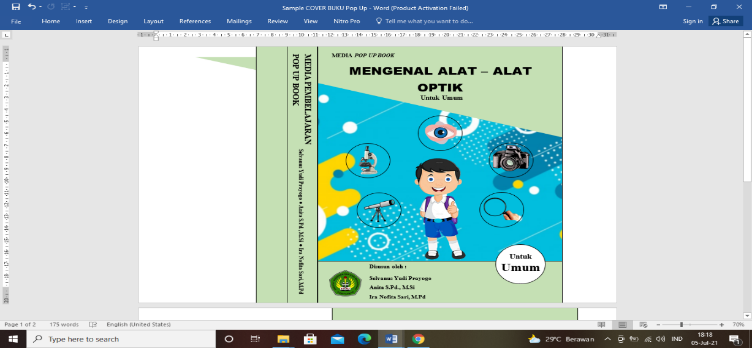 Sample COVER BUKU Pop Up - Word (Product Activation Failed)
File Home Insert Design Layout References Mailings Review View Nitro Pro Tell me what you want to do... Sign in Share
MEDIA POP UP BOOK
MENGENAL ALAT – ALAT
OPTIK
Untuk Umum
MEDIA PEMBELAJARAN
POP UP BOOK
Selvanus Yudi Prayogo • Anita S.Pd., M.Si • Ira Nofita Sari, M.Pd
Untuk
Umum
Disusun oleh :
Selvanus Yudi Prayogo
Anita S.Pd., M.Si
Ira Nofita Sari, M.Pd
Page 1 of 2 175 words English (United States) 70%
Type here to search
29°C Berawan IND
18:18
05-Jul-21